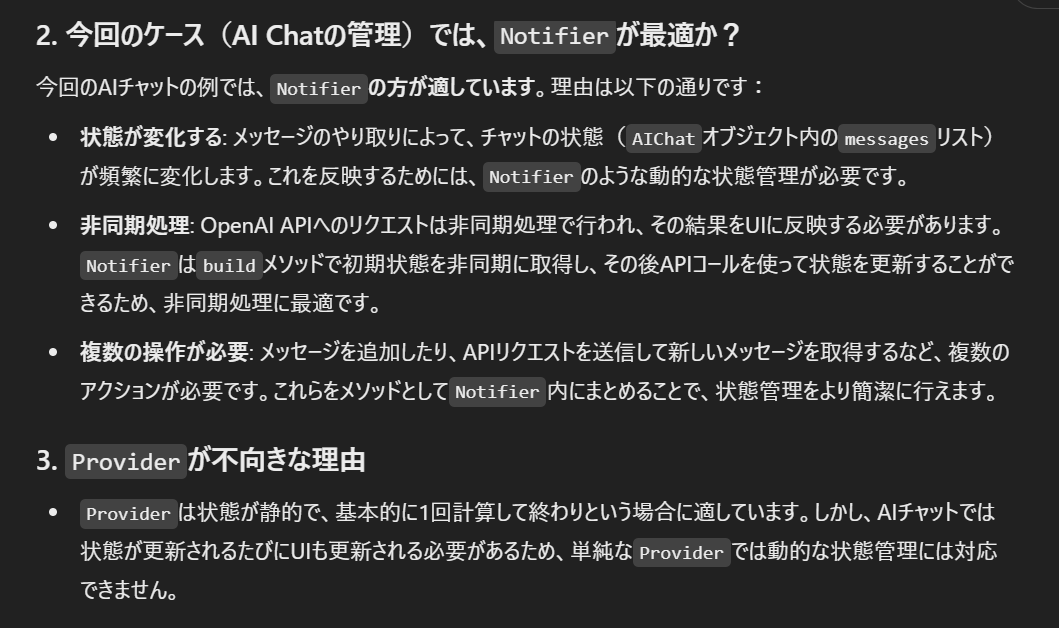 2. 今回のケース（AI Chatの管理）では、Notifierが最適か？
今回のAIチャットの例では、Notifierの方が適しています。理由は以下の通りです：
• 状態が変化する: メッセージのやり取りによって、チャットの状態（AIChatオブジェクト内のmessagesリスト）
が頻繁に変化します。これを反映するためには、Notifierのような動的な状態管理が必要です。
• 非同期処理: OpenAI APIへのリクエストは非同期処理で行われ、その結果をUIに反映する必要があります。
Notifierはbuildメソッドで初期状態を非同期に取得し、その後APIコールを使って状態を更新することがで
きるため、非同期処理に最適です。
• 複数の操作が必要: メッセージを追加したり、APIリクエストを送信して新しいメッセージを取得するなど、複数の
アクションが必要です。これらをメソッドとしてNotifier内にまとめることで、状態管理をより簡潔に行えます。
3. Providerが不向きな理由
• Providerは状態が静的で、基本的に1回計算して終わりという場合に適しています。しかし、AIチャットでは
状態が更新されるたびにUIも更新される必要があるため、単純なProviderでは動的な状態管理には対応
できません。